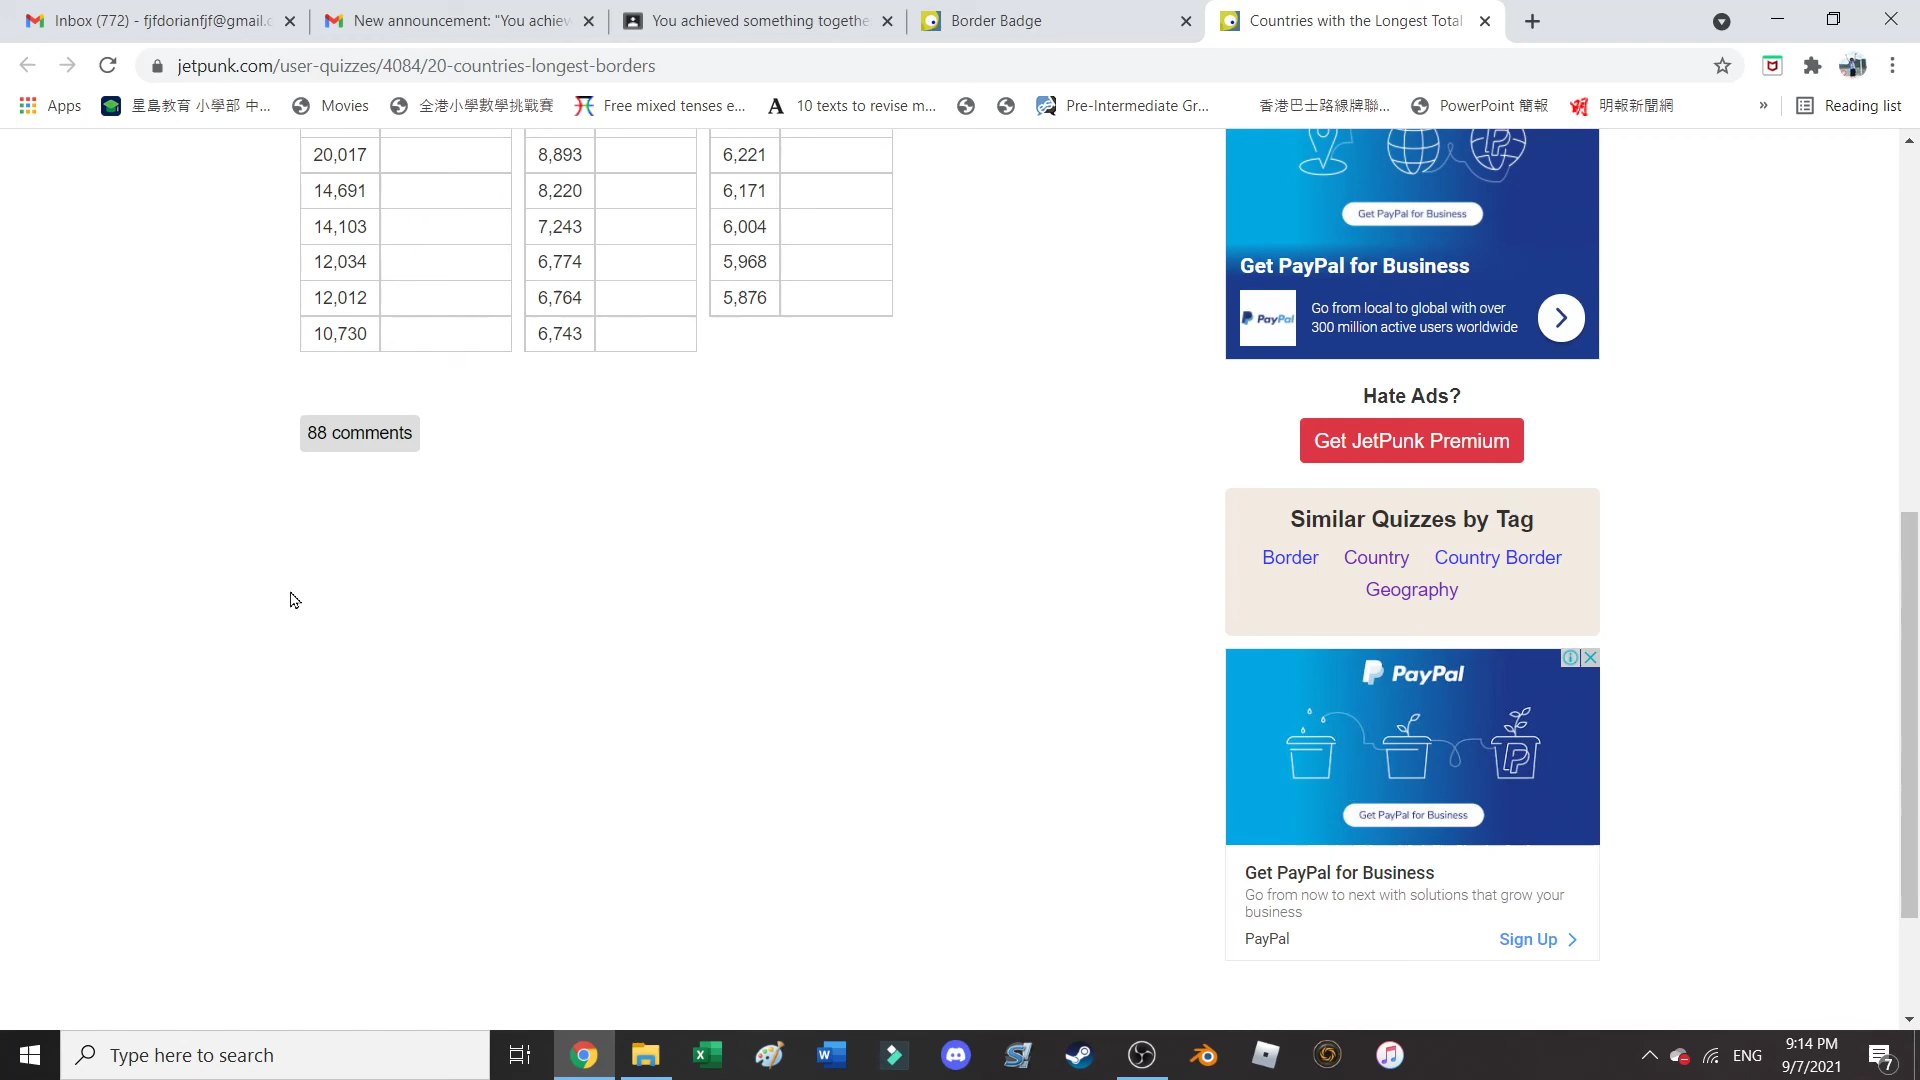 Inbox (772) - fjfdorianfjf@gmail.c
New announcement: "You achiev
You achieved something togethe
Border Badge
Countries with the Longest Total
jetpunk.com/user-quizzes/4084/20-countries-longest-borders
Apps
星島教育 小學部 中...
Movies
全港小學數學挑戰賽
Free mixed tenses e...
10 texts to revise m...
Pre-Intermediate Gr...
香港巴士路線牌聯...
PowerPoint 簡報
明報新聞網
»
Reading list
20,017 8,893 6,221
14,691 8,220 6,171
14,103 7,243 6,004
12,034 6,774 5,968
12,012 6,764 5,876
10,730 6,743
88 comments
Get PayPal for Business
Get PayPal for Business
PayPal
Go from local to global with over
300 million active users worldwide
Hate Ads?
Get JetPunk Premium
Similar Quizzes by Tag
Border Country Country Border
Geography
PayPal
Get PayPal for Business
Get PayPal for Business
Go from now to next with solutions that grow your
business
PayPal
Sign Up
Type here to search
ENG
9:14 PM
9/7/2021
7